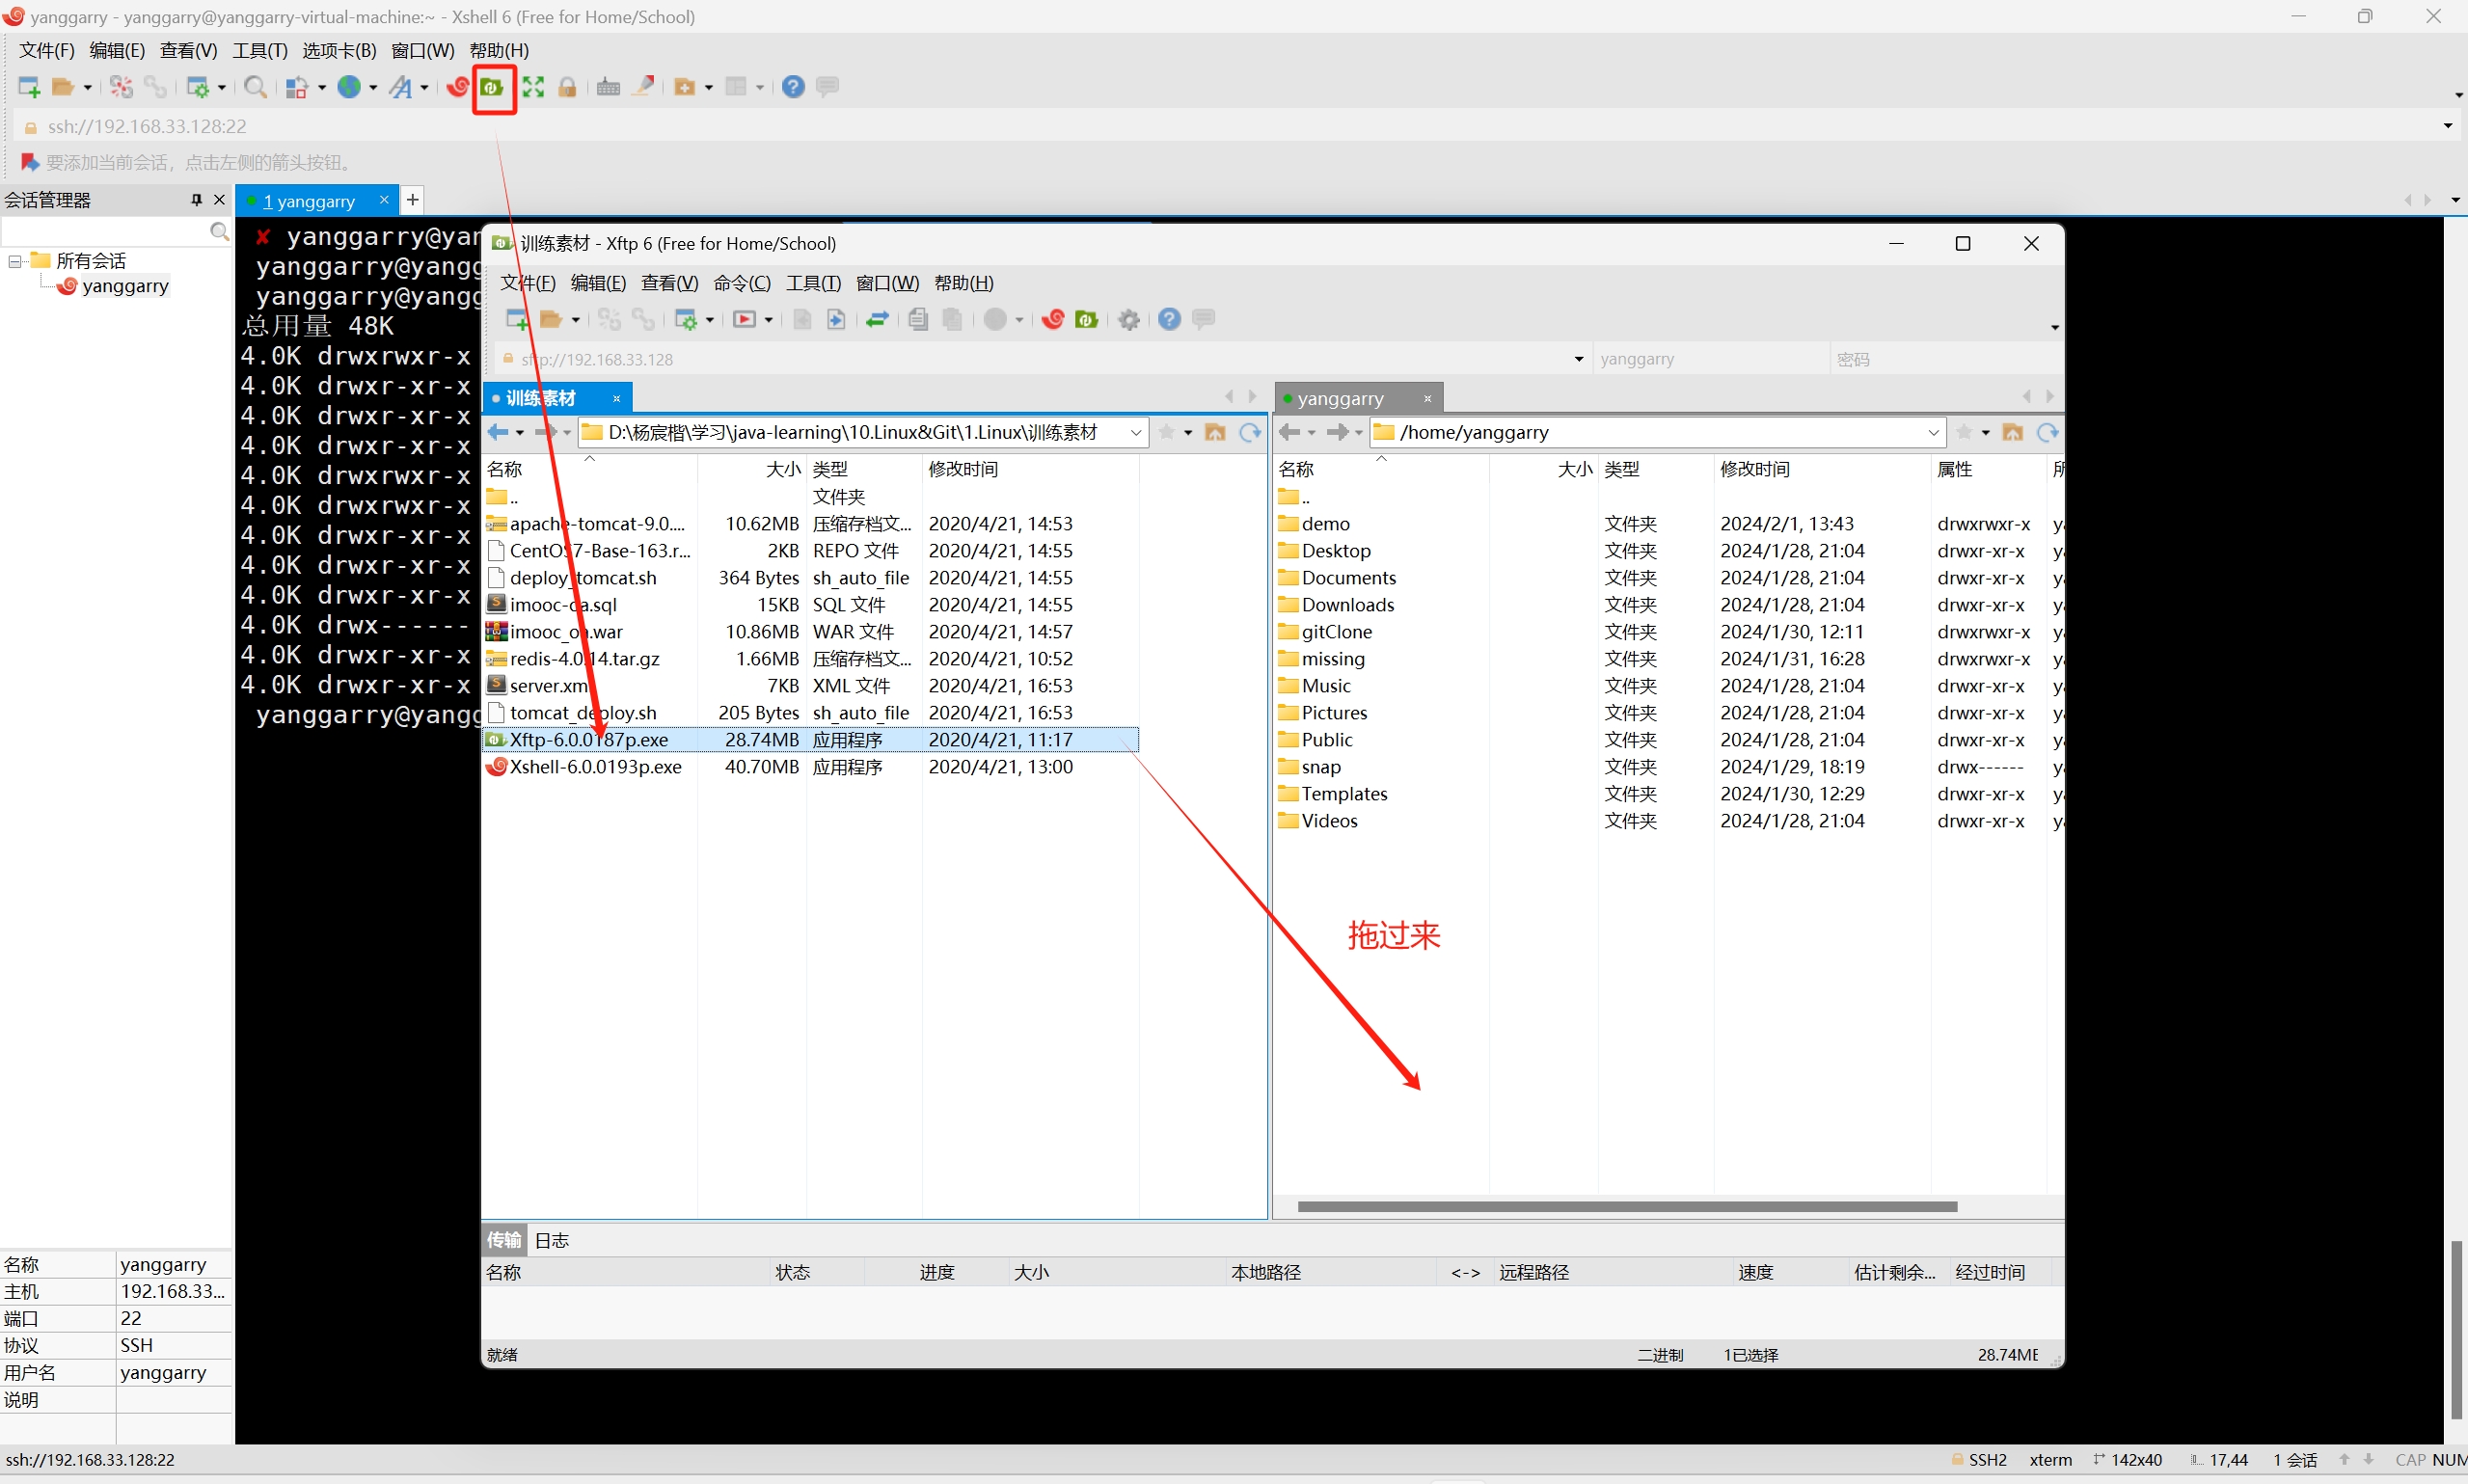 yanggarry - yanggarry@yanggarry-virtual-machine:~ - Xshell 6 (Free for Home/School)
文件(F) 编辑(E) 查看(V) 工具(T) 选项卡(B) 窗口(W) 帮助(H)
ssh://192.168.33.128:22
要添加当前会话，点击左侧的箭头按钮。
会话管理器
1 yanggarry
所有会话
yanggarry
✘ yanggarry@yan
yanggarry@yangg
yanggarry@yangg
总用量 48K
4.0K drwxrwxr-x
4.0K drwxr-xr-x
4.0K drwxr-xr-x
4.0K drwxr-xr-x
4.0K drwxrwxr-x
4.0K drwxrwxr-x
4.0K drwxr-xr-x
4.0K drwxr-xr-x
4.0K drwxr-xr-x
4.0K drwx------
4.0K drwxr-xr-x
4.0K drwxr-xr-x
yanggarry@yangg
训练素材 - Xftp 6 (Free for Home/School)
文件(F) 编辑(E) 查看(V) 命令(C) 工具(T) 窗口(W) 帮助(H)
sftp://192.168.33.128 yanggarry 密码
训练素材
D:\杨宸楷\学习\java-learning\10.Linux&Git\1.Linux\训练素材
名称 大小 类型 修改时间
.. 文件夹
apache-tomcat-9.0.... 10.62MB 压缩存档文... 2020/4/21, 14:53
CentOS7-Base-163.r... 2KB REPO 文件 2020/4/21, 14:55
deploy_tomcat.sh 364 Bytes sh_auto_file 2020/4/21, 14:55
imooc-oa.sql 15KB SQL 文件 2020/4/21, 14:55
imooc_oa.war 10.86MB WAR 文件 2020/4/21, 14:57
redis-4.0.14.tar.gz 1.66MB 压缩存档文... 2020/4/21, 10:52
server.xml 7KB XML 文件 2020/4/21, 16:53
tomcat_deploy.sh 205 Bytes sh_auto_file 2020/4/21, 16:53
Xftp-6.0.0187p.exe 28.74MB 应用程序 2020/4/21, 11:17
Xshell-6.0.0193p.exe 40.70MB 应用程序 2020/4/21, 13:00
yanggarry
/home/yanggarry
名称 大小 类型 修改时间 属性 所
..
demo 文件夹 2024/2/1, 13:43 drwxrwxr-x ya
Desktop 文件夹 2024/1/28, 21:04 drwxr-xr-x ya
Documents 文件夹 2024/1/28, 21:04 drwxr-xr-x ya
Downloads 文件夹 2024/1/28, 21:04 drwxr-xr-x ya
gitClone 文件夹 2024/1/30, 12:11 drwxrwxr-x ya
missing 文件夹 2024/1/31, 16:28 drwxrwxr-x ya
Music 文件夹 2024/1/28, 21:04 drwxr-xr-x ya
Pictures 文件夹 2024/1/28, 21:04 drwxr-xr-x ya
Public 文件夹 2024/1/28, 21:04 drwxr-xr-x ya
snap 文件夹 2024/1/29, 18:19 drwx------ ya
Templates 文件夹 2024/1/30, 12:29 drwxr-xr-x ya
Videos 文件夹 2024/1/28, 21:04 drwxr-xr-x ya
拖过来
传输 日志
名称 状态 进度 大小 本地路径 <-> 远程路径 速度 估计剩余... 经过时间
就绪 二进制 1已选择 28.74ME
名称 yanggarry
主机 192.168.33...
端口 22
协议 SSH
用户名 yanggarry
说明
ssh://192.168.33.128:22 SSH2 xterm 142x40 17,44 1 会话 CAP NUM